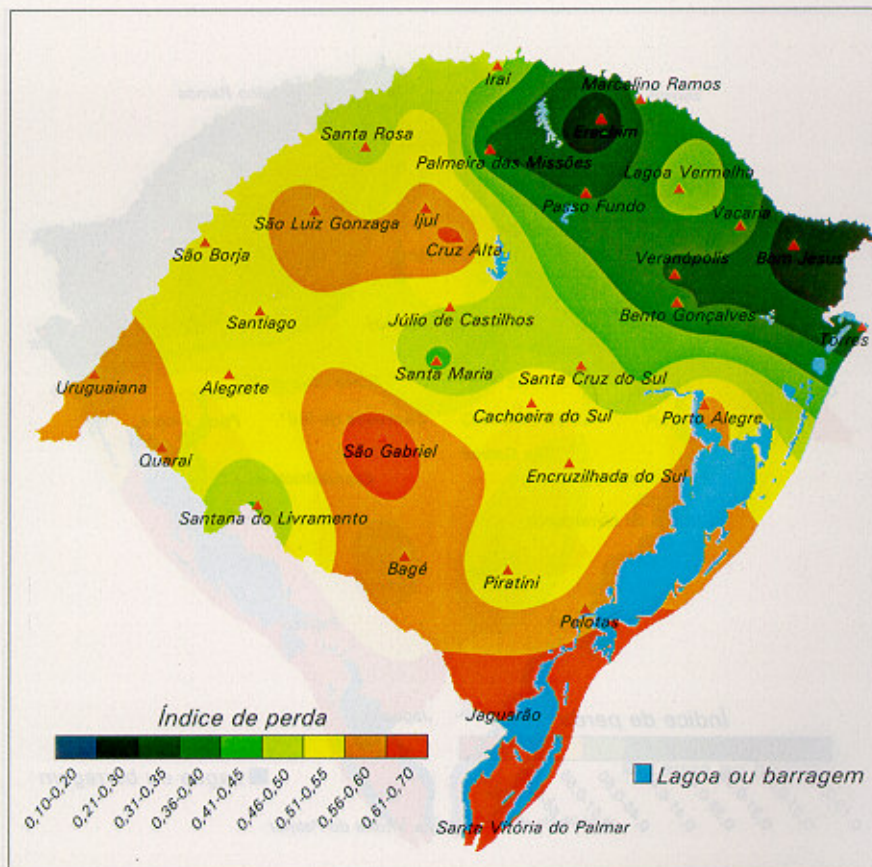 Iraí
Marcelino Ramos
Erechim
Santa Rosa
Palmeira das Missões
Lagoa Vermelha
Passo Fundo
São Luiz Gonzaga
Ijuí
Vacaria
São Borja
Cruz Alta
Veranópolis
Bom Jesus
Santiago
Júlio de Castilhos
Bento Gonçalves
Torres
Uruguaiana
Alegrete
Santa Maria
Santa Cruz do Sul
Cachoeira do Sul
Porto Alegre
Quaraí
São Gabriel
Encruzilhada do Sul
Santana do Livramento
Bagé
Piratini
Pelotas
Jaguarão
Santa Vitória do Palmar
Índice de perda
0,10-0,20
0,21-0,30
0,31-0,35
0,36-0,40
0,41-0,45
0,46-0,50
0,51-0,55
0,56-0,60
0,61-0,70
Lagoa ou barragem